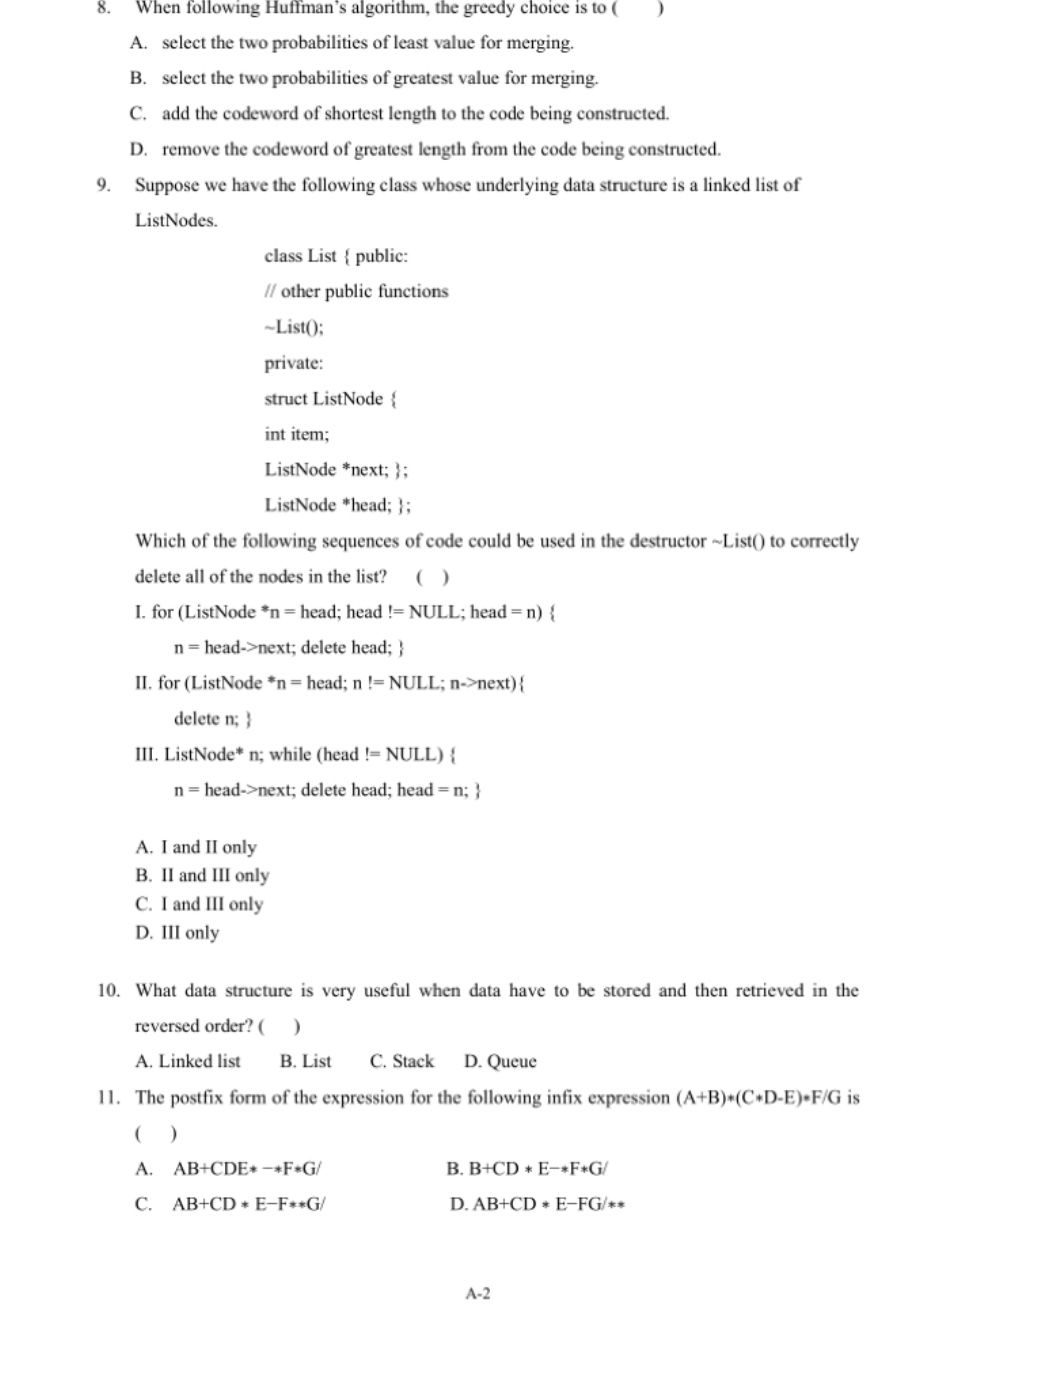 8. When following Huffman's algorithm, the greedy choice is to ( )
A. select the two probabilities of least value for merging.
B. select the two probabilities of greatest value for merging.
C. add the codeword of shortest length to the code being constructed.
D. remove the codeword of greatest length from the code being constructed.
9. Suppose we have the following class whose underlying data structure is a linked list of
ListNodes.
class List { public:
// other public functions
~List();
private:
struct ListNode {
int item;
ListNode *next; };
ListNode *head; };
Which of the following sequences of code could be used in the destructor ~List() to correctly
delete all of the nodes in the list? ( )
I. for (ListNode *n = head; head != NULL; head = n) {
n = head->next; delete head; }
II. for (ListNode *n = head; n != NULL; n->next){
delete n; }
III. ListNode* n; while (head != NULL) {
n = head->next; delete head; head = n; }
A. I and II only
B. II and III only
C. I and III only
D. III only
10. What data structure is very useful when data have to be stored and then retrieved in the
reversed order? ( )
A. Linked list B. List C. Stack D. Queue
11. The postfix form of the expression for the following infix expression (A+B)*(C*D-E)*F/G is
( )
A. AB+CDE* −*F*G/ B. B+CD * E−*F*G/
C. AB+CD * E−F**G/ D. AB+CD * E−FG/**
A-2